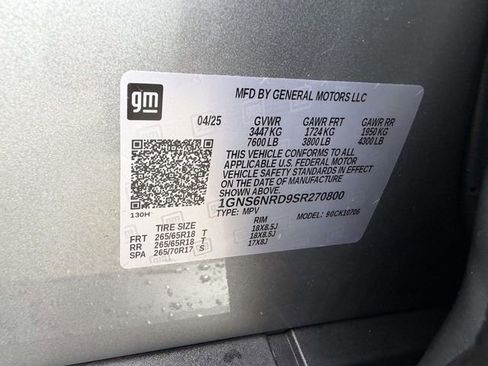 gm
MFD BY GENERAL MOTORS LLC
04/25 GVWR GAWR FRT GAWR RR
3447 KG 1724 KG 1950 KG
7600 LB 3800 LB 4300 LB
THIS VEHICLE CONFORMS TO ALL
APPLICABLE U.S. FEDERAL MOTOR
VEHICLE SAFETY STANDARDS IN EFFECT
ON THE DATE OF MANUFACTURE
SHOWN ABOVE.
1GNS6NRD9SR270800
130H TYPE: MPV MODEL: 90CK10706
TIRE SIZE RIM
FRT 265/65R18 T 18X8.5J
RR 265/65R18 T 18X8.5J
SPA 265/70R17 S 17X8J